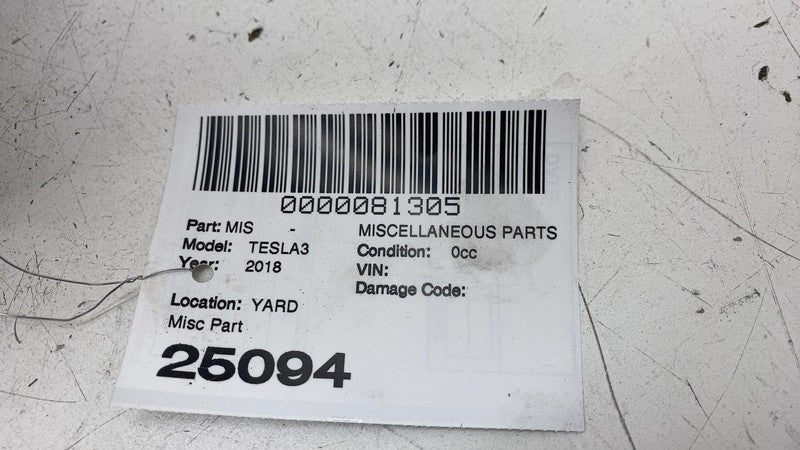 0000081305
Part: MIS - MISCELLANEOUS PARTS
Model: TESLA3 Condition: 0cc
Year: 2018 VIN:
Damage Code:
Location: YARD
Misc Part
25094